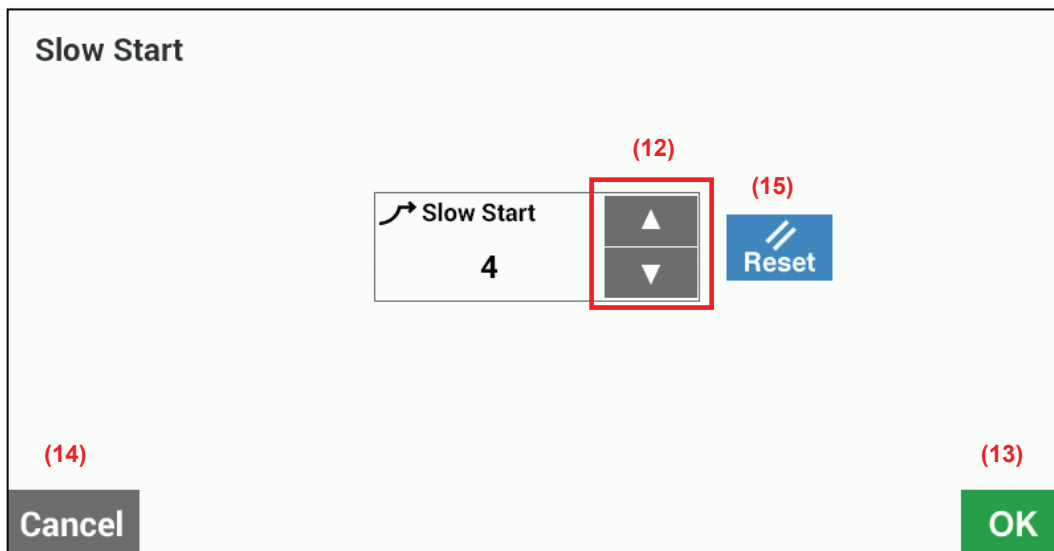 Slow Start
(12)
(15)
Slow Start
4
▲
▼
Reset
(14)
(13)
Cancel
OK